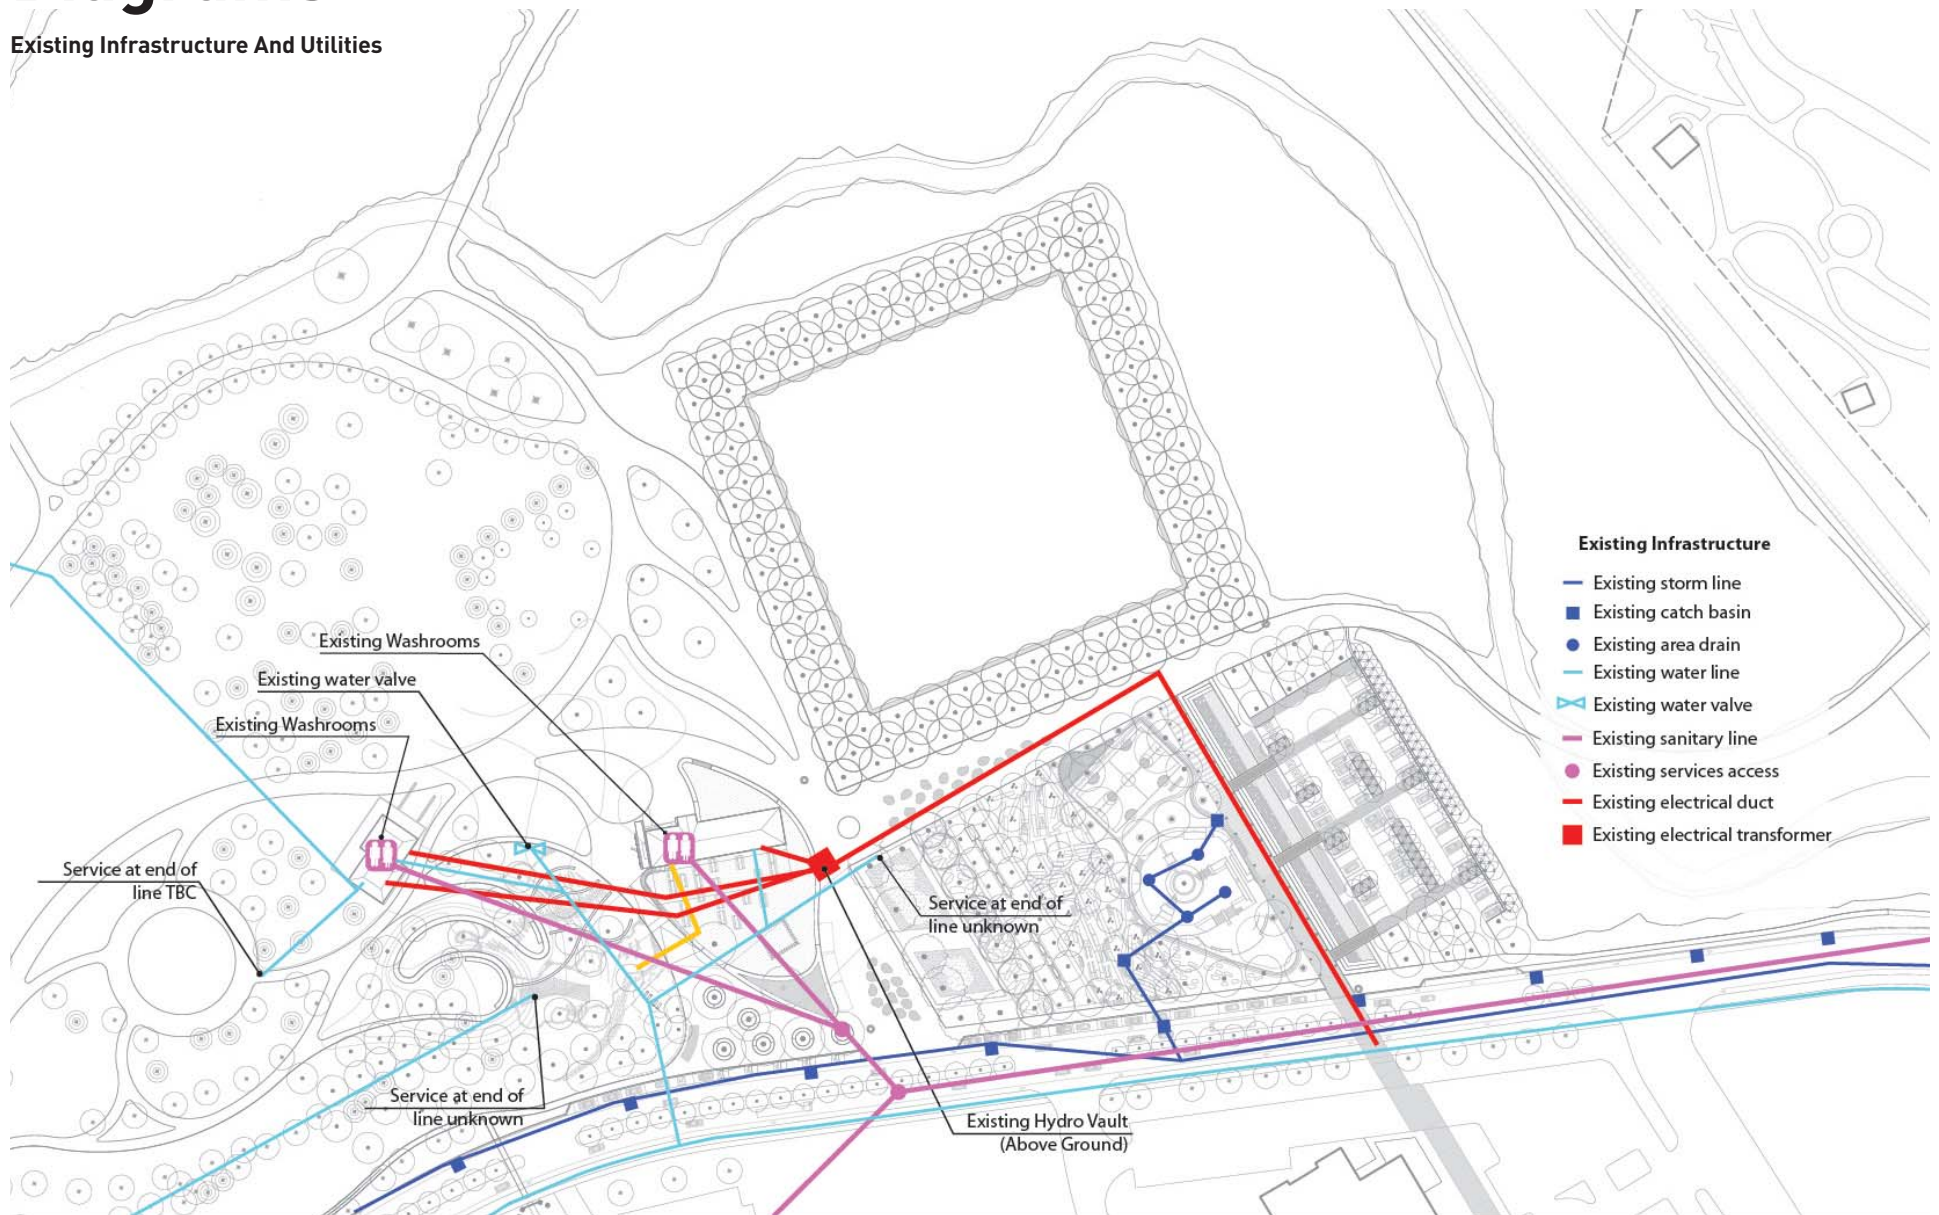 Existing Infrastructure And Utilities
Existing Washrooms
Existing water valve
Existing Washrooms
Service at end of
line TBC
Service at end of
line unknown
Service at end of
line unknown
Existing Hydro Vault
(Above Ground)
Existing Infrastructure
Existing storm line
Existing catch basin
Existing area drain
Existing water line
Existing water valve
Existing sanitary line
Existing services access
Existing electrical duct
Existing electrical transformer